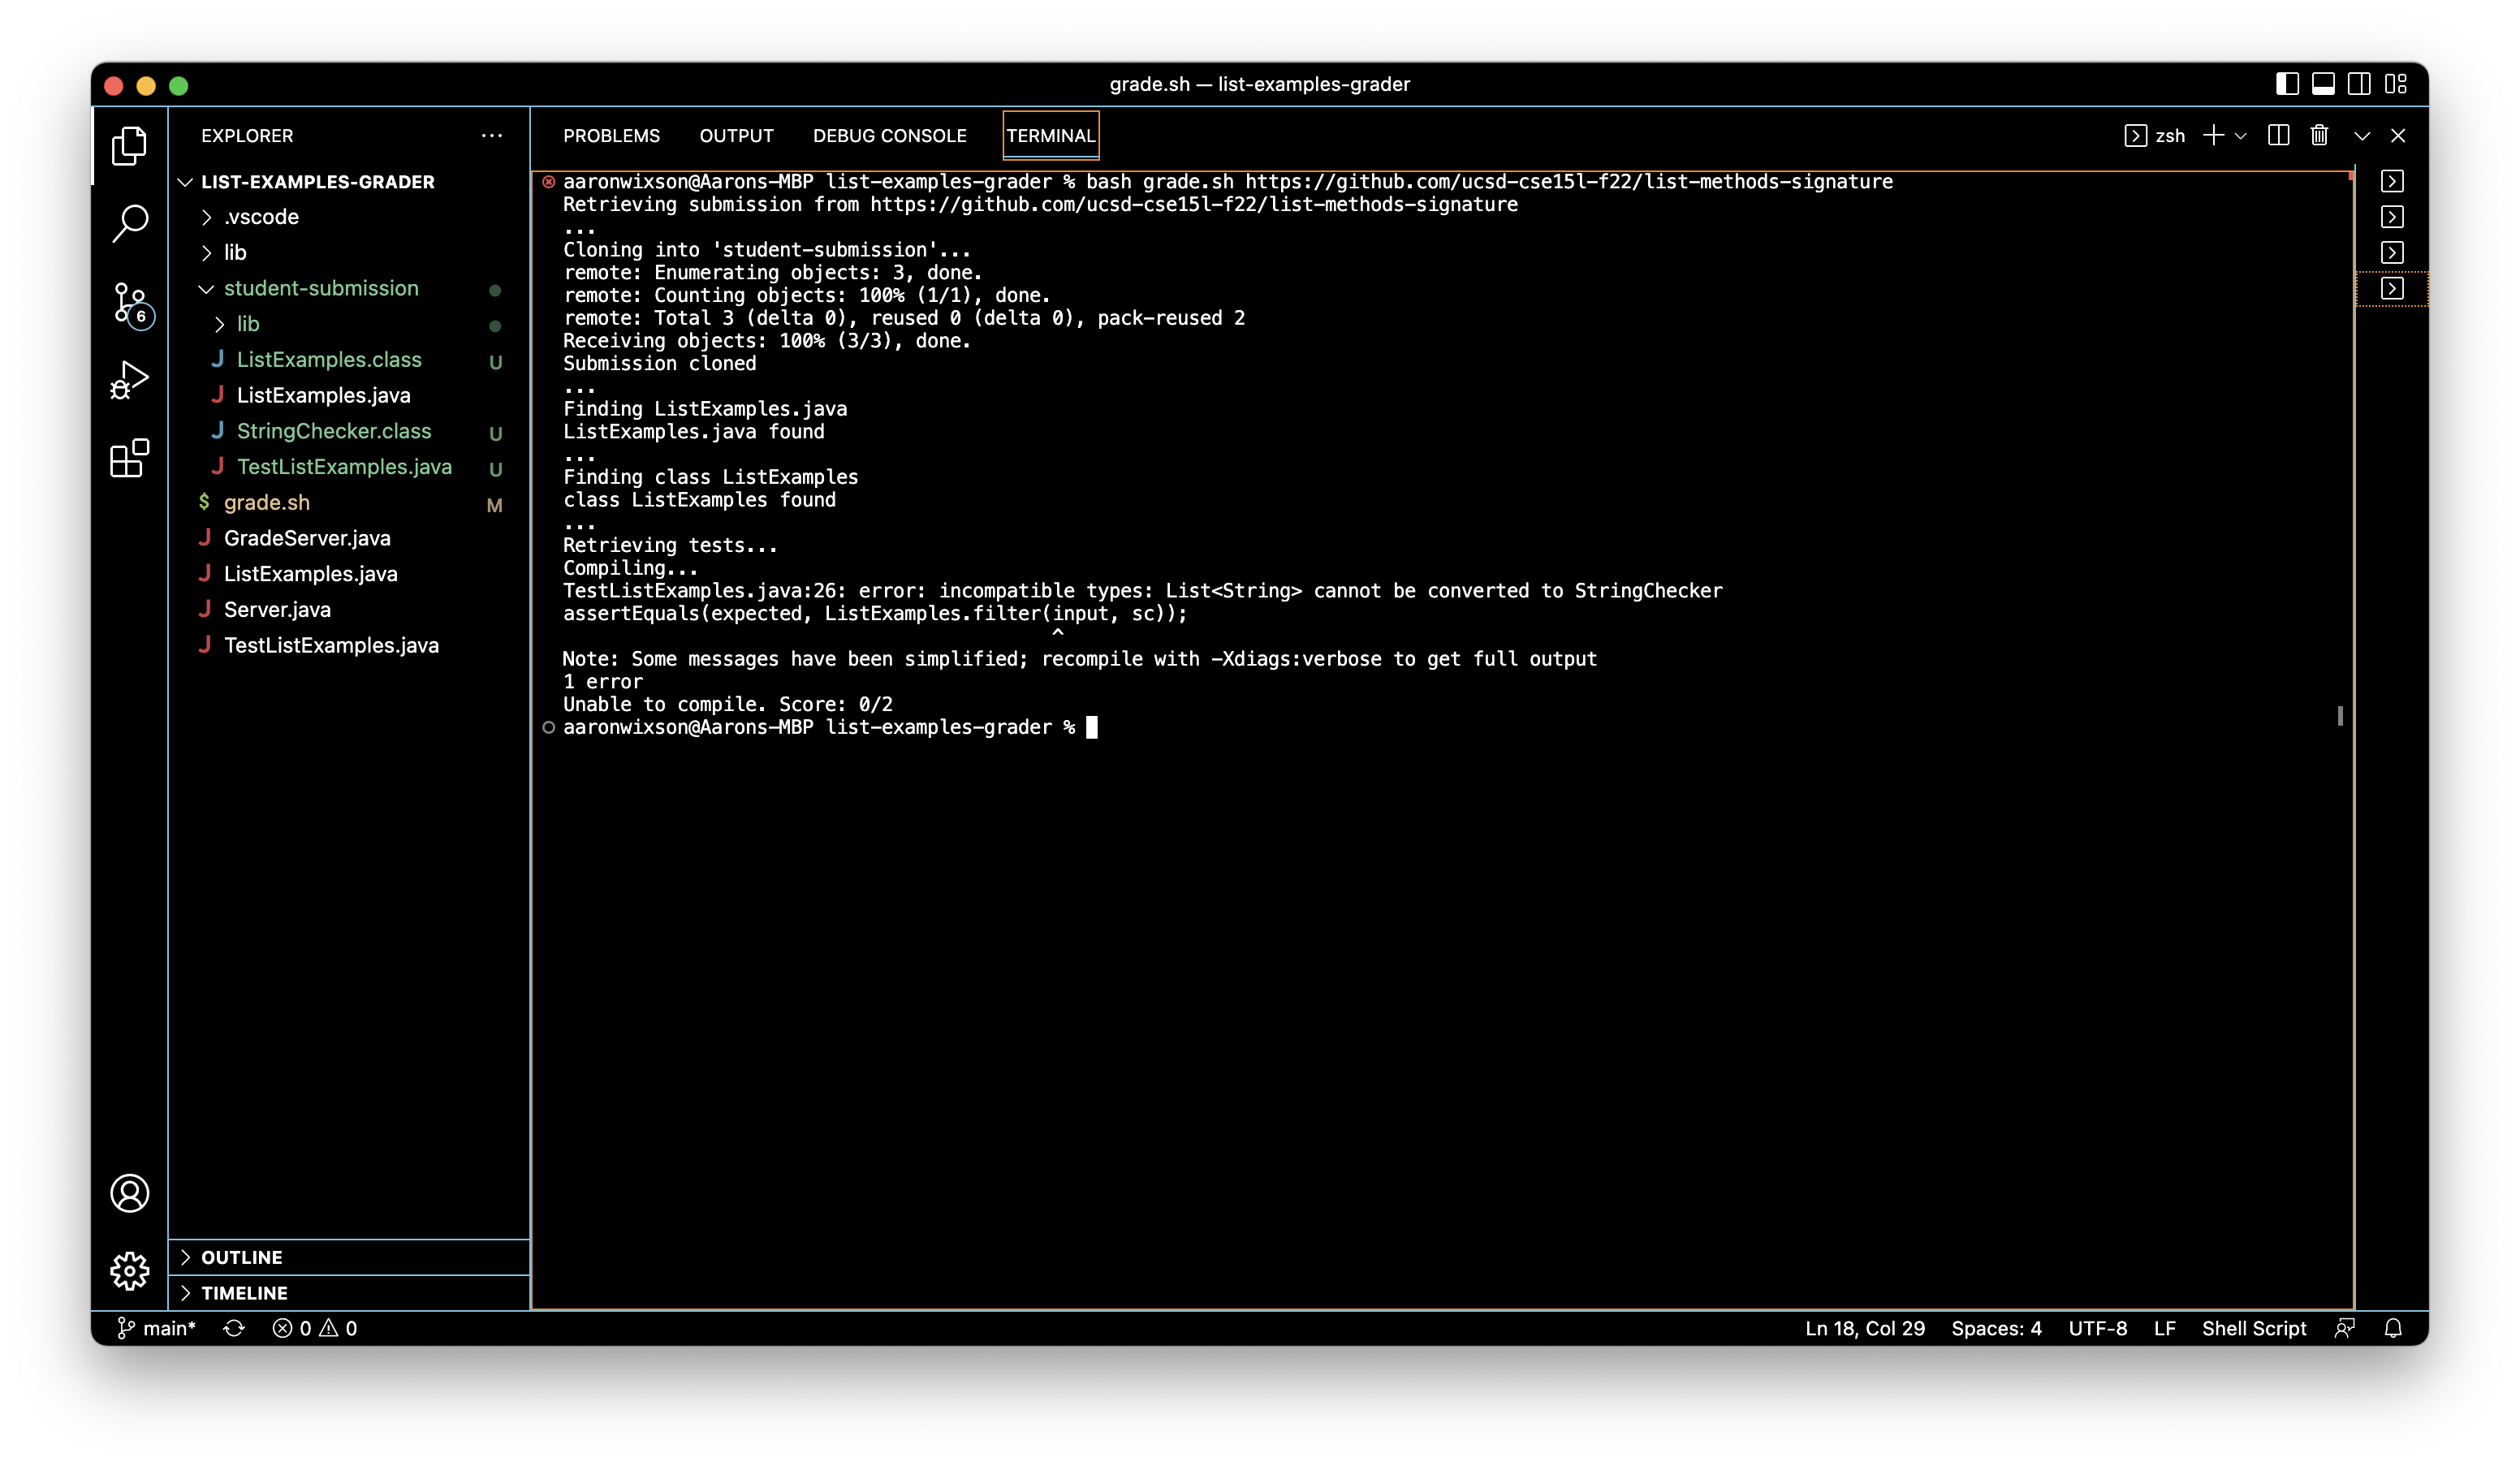 grade.sh — list-examples-grader
EXPLORER
LIST-EXAMPLES-GRADER
.vscode
lib
student-submission
lib
ListExamples.class U
ListExamples.java
StringChecker.class U
TestListExamples.java U
$ grade.sh M
GradeServer.java
ListExamples.java
Server.java
TestListExamples.java
6
OUTLINE
TIMELINE
PROBLEMS OUTPUT DEBUG CONSOLE TERMINAL
zsh
aaronwixson@Aarons-MBP list-examples-grader % bash grade.sh https://github.com/ucsd-cse15l-f22/list-methods-signature
Retrieving submission from https://github.com/ucsd-cse15l-f22/list-methods-signature
...
Cloning into 'student-submission'...
remote: Enumerating objects: 3, done.
remote: Counting objects: 100% (1/1), done.
remote: Total 3 (delta 0), reused 0 (delta 0), pack-reused 2
Receiving objects: 100% (3/3), done.
Submission cloned
...
Finding ListExamples.java
ListExamples.java found
...
Finding class ListExamples
class ListExamples found
...
Retrieving tests...
Compiling...
TestListExamples.java:26: error: incompatible types: List<String> cannot be converted to StringChecker
assertEquals(expected, ListExamples.filter(input, sc));
^
Note: Some messages have been simplified; recompile with -Xdiags:verbose to get full output
1 error
Unable to compile. Score: 0/2
aaronwixson@Aarons-MBP list-examples-grader %
main* 0 0
Ln 18, Col 29 Spaces: 4 UTF-8 LF Shell Script